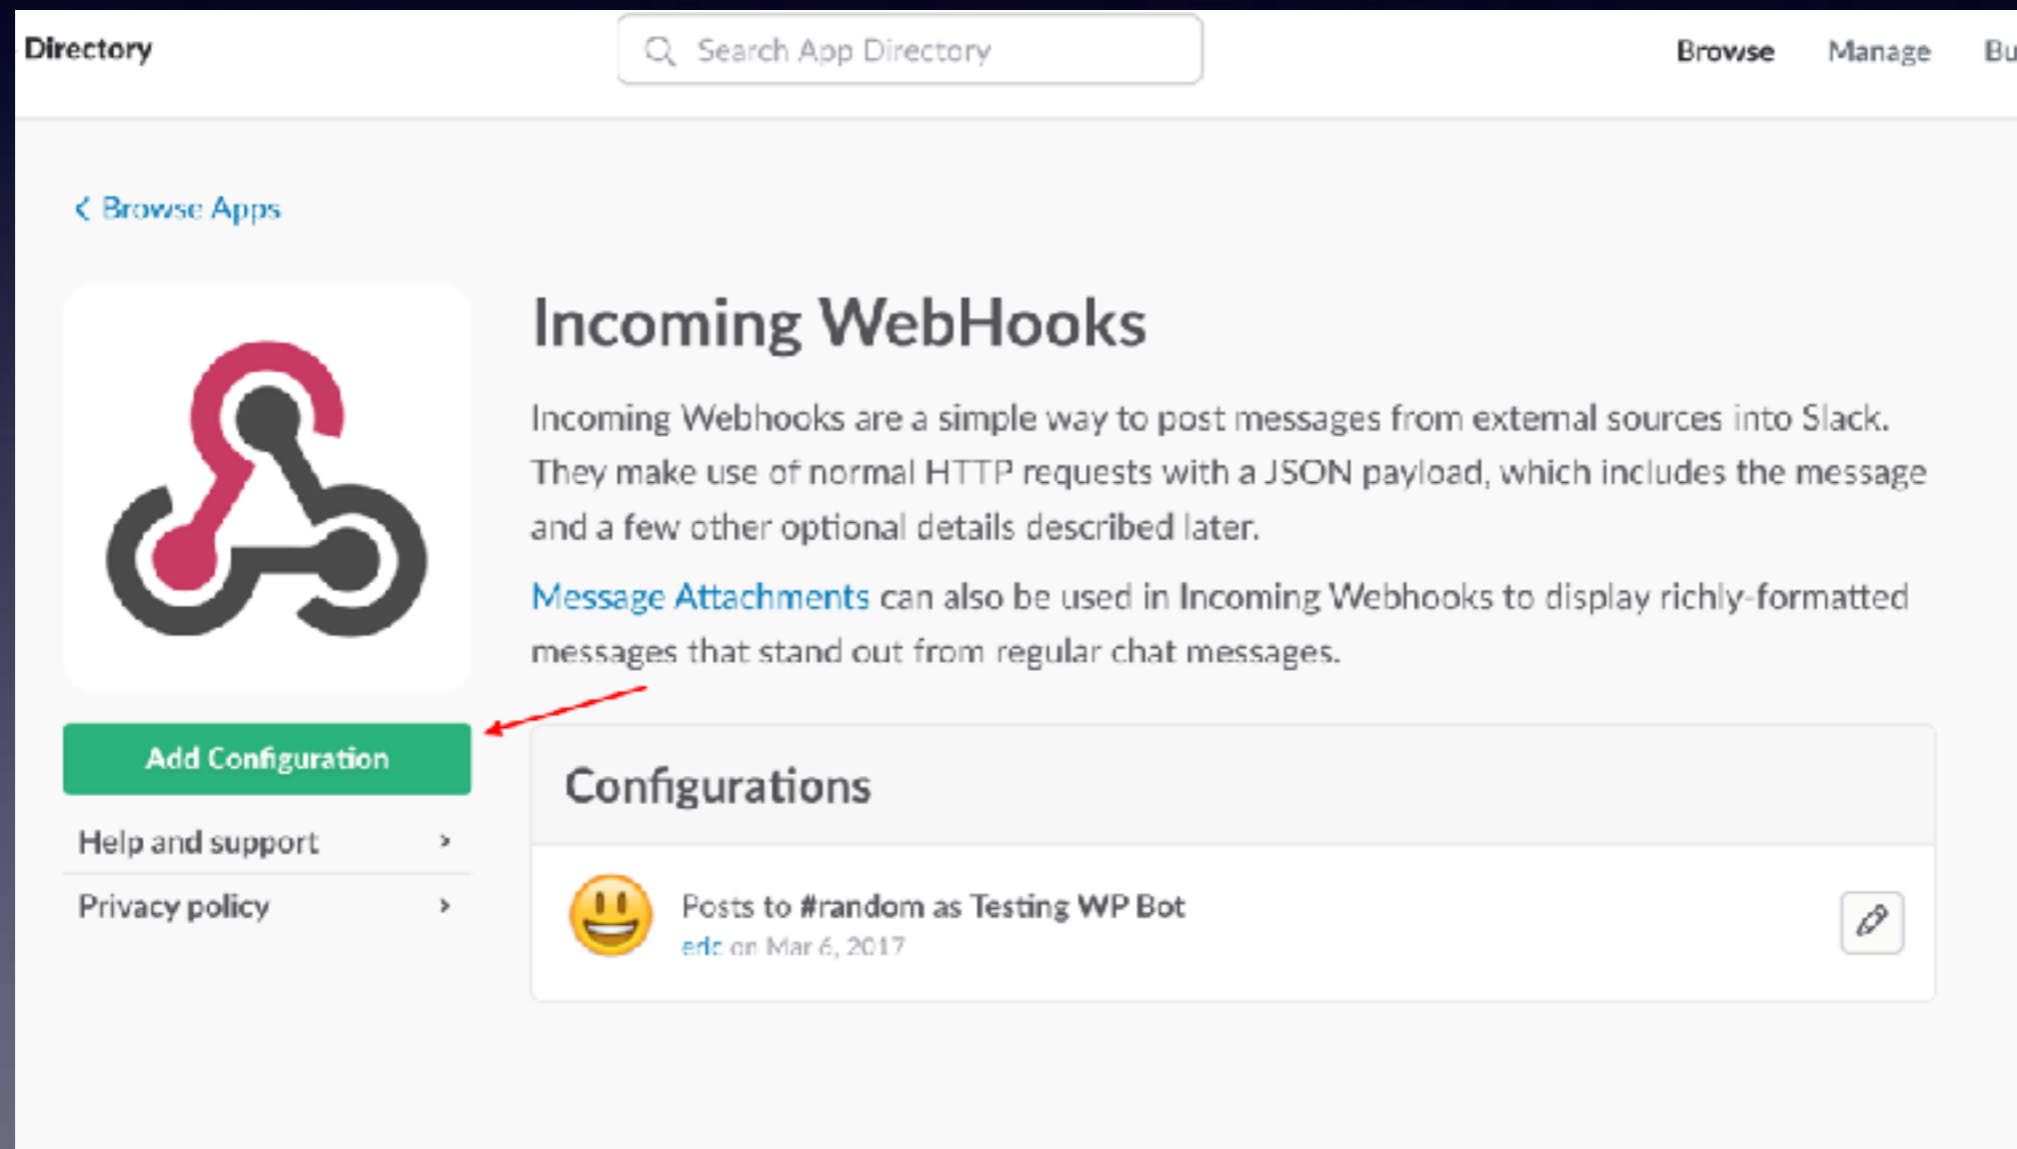 Directory
Search App Directory
Browse Manage Bu
Browse Apps
Incoming WebHooks
Incoming Webhooks are a simple way to post messages from external sources into Slack.
They make use of normal HTTP requests with a JSON payload, which includes the message
and a few other optional details described later.
Message Attachments can also be used in Incoming Webhooks to display richly-formatted
messages that stand out from regular chat messages.
Add Configuration
Help and support
Privacy policy
Configurations
Posts to #random as Testing WP Bot
eric on Mar 6, 2017